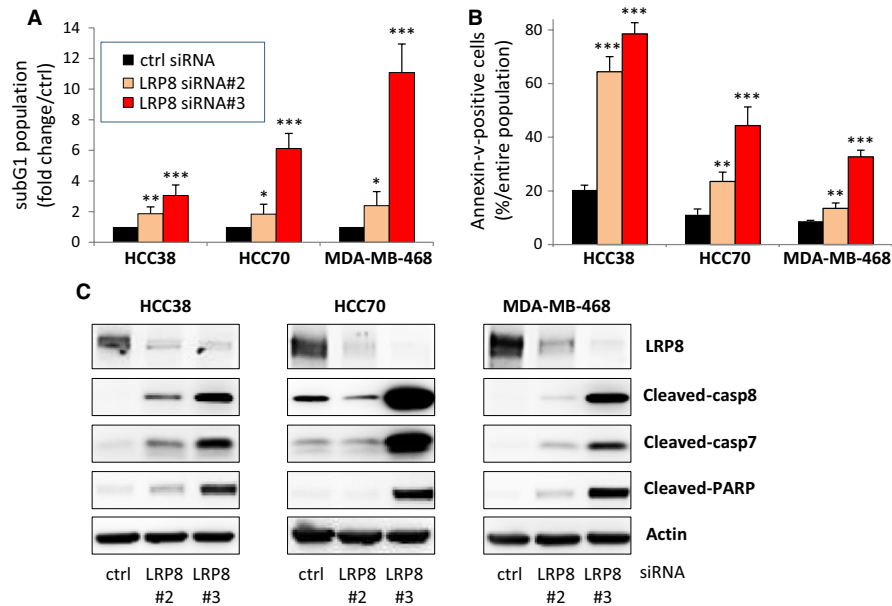 A
subG1 population
(fold change/ctrl)
14
12
10
8
6
4
2
0
ctrl siRNA
LRP8 siRNA#2
LRP8 siRNA#3
** *** * *** * ***
HCC38 HCC70 MDA-MB-468
B
Annexin-v-positive cells
(%/entire population)
80
60
40
20
0
*** *** ** *** ** ***
HCC38 HCC70 MDA-MB-468
C
HCC38 HCC70 MDA-MB-468
LRP8
Cleaved-casp8
Cleaved-casp7
Cleaved-PARP
Actin
ctrl LRP8 LRP8 ctrl LRP8 LRP8 ctrl LRP8 LRP8 siRNA
#2 #3 #2 #3 #2 #3